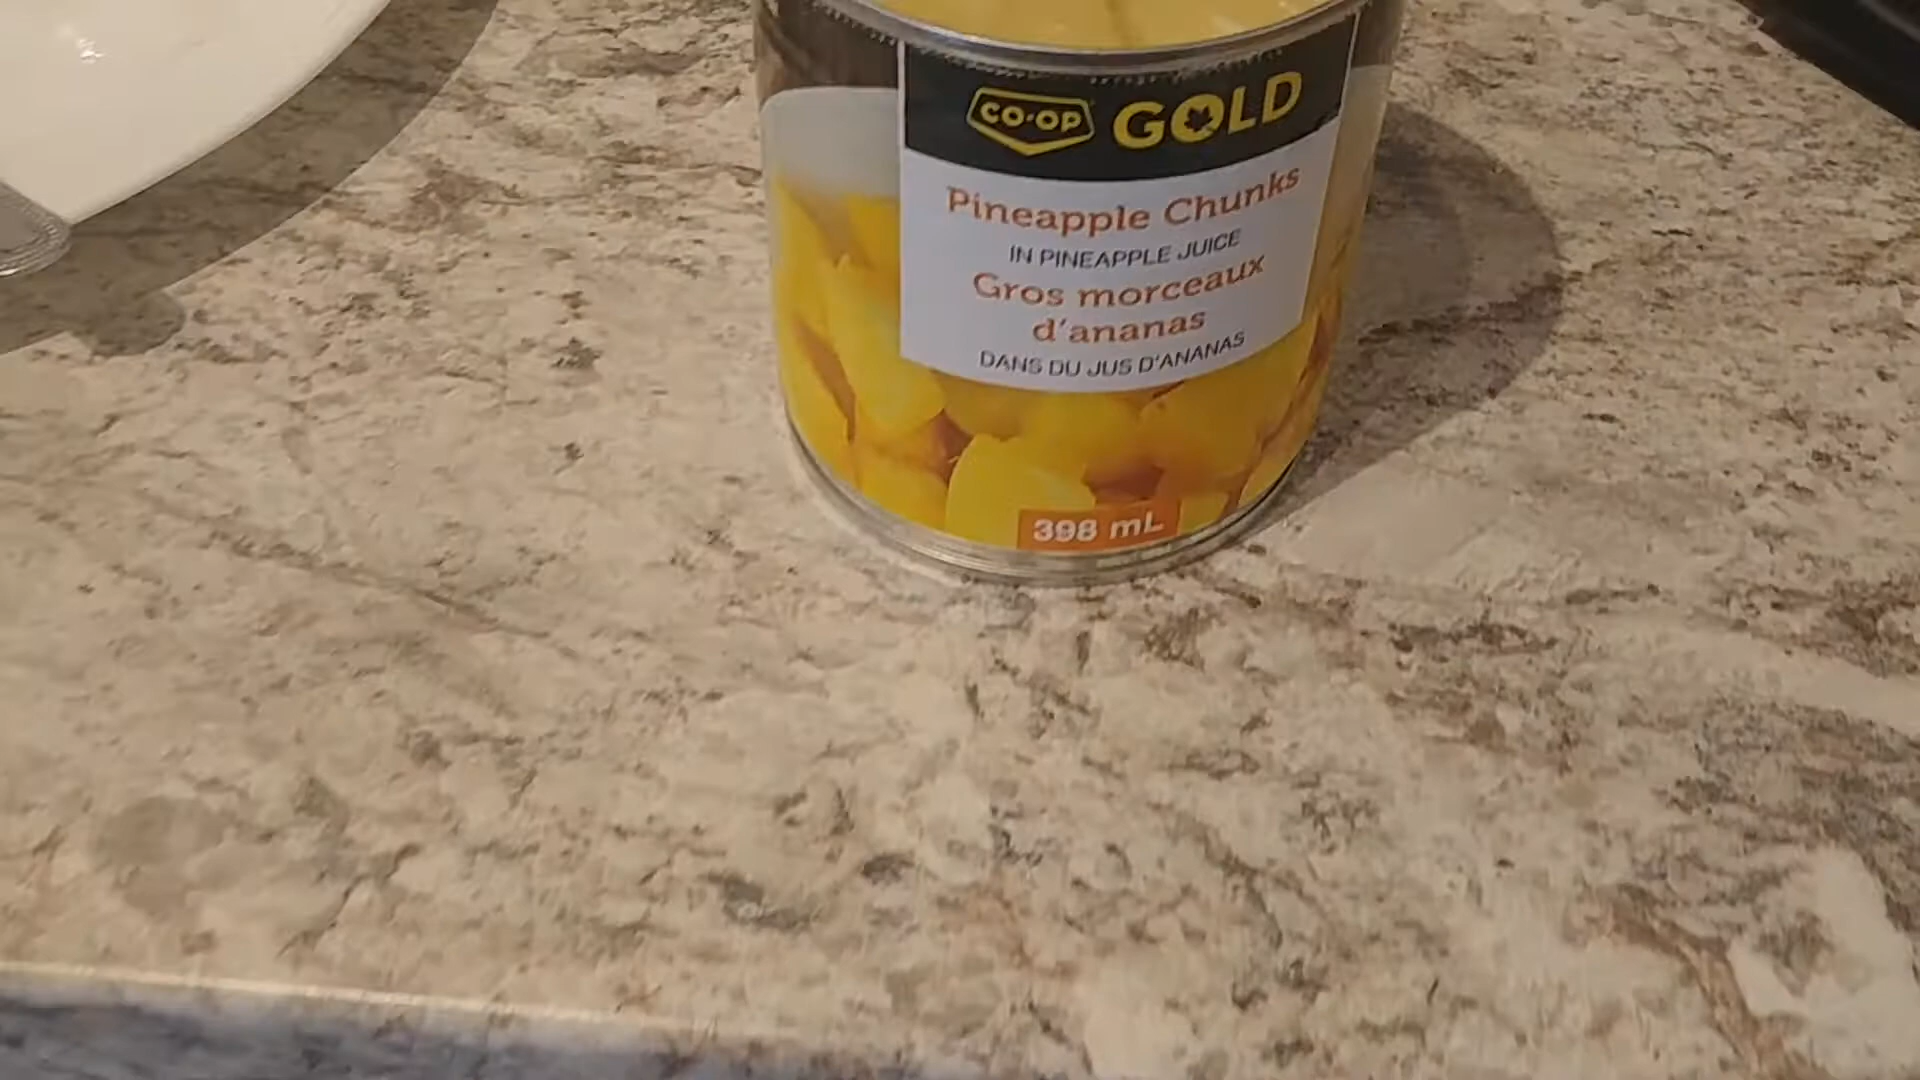 CO-OP GOLD
Pineapple Chunks
IN PINEAPPLE JUICE
Gros morceaux
d'ananas
DANS DU JUS D'ANANAS
398 mL